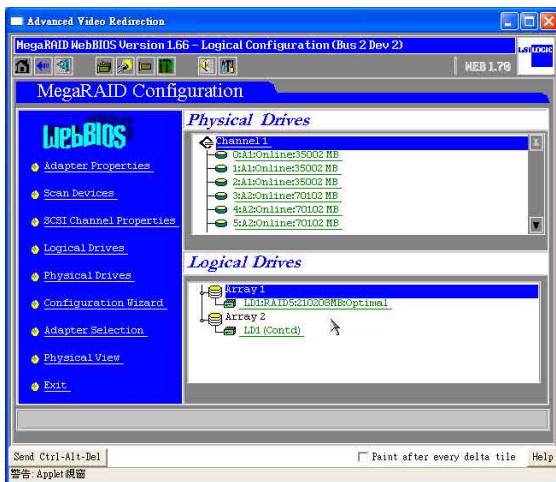 Advanced Video Redirection
MegaRAID WebBIOS Version 1.66 - Logical Configuration (Bus 2 Dev 2)
LSI LOGIC
WEB 1.70
MegaRAID Configuration
WebBIOS
Adapter Properties
Scan Devices
SCSI Channel Properties
Logical Drives
Physical Drives
Configuration Wizard
Adapter Selection
Physical View
Exit
Physical Drives
Channel 1
0:A1:Online:35002 MB
1:A1:Online:35002 MB
2:A1:Online:35002 MB
3:A2:Online:70102 MB
4:A2:Online:70102 MB
5:A2:Online:70102 MB
Logical Drives
Array 1
LD1:RAID5:210208MB:Optimal
Array 2
LD1 (Contd)
Send Ctrl-Alt-Del
Paint after every delta tile
Help
警告: Applet 視窗